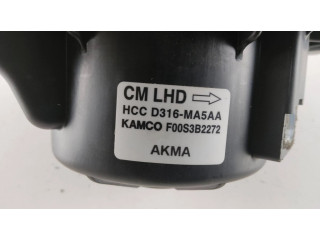 CM LHD ⇨
HCC D316-MA5AA
KAMCO F00S3B2272
AKMA